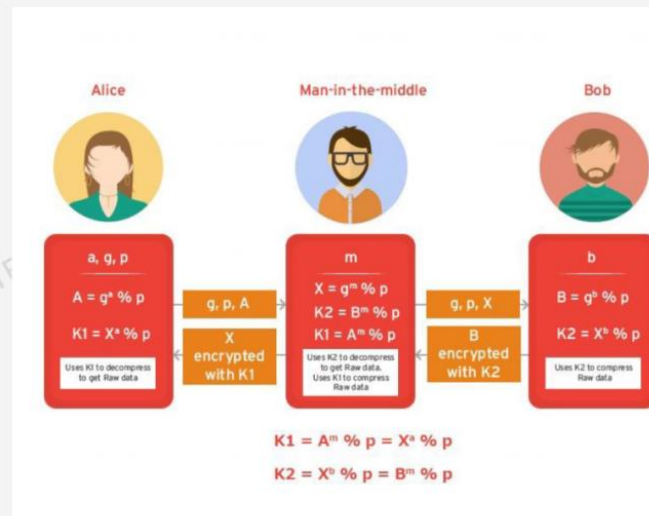 Alice
Man-in-the-middle
Bob
a, g, p
A = gᵃ % p
K1 = Xᵃ % p
Uses K1 to decompress
to get Raw data
g, p, A
X
encrypted
with K1
m
X = gᵐ % p
K2 = Bᵐ % p
K1 = Aᵐ % p
Uses K2 to decompress
to get Raw data.
Uses K1 to compress
Raw data
g, p, X
B
encrypted
with K2
b
B = gᵇ % p
K2 = Xᵇ % p
Uses K2 to compress
Raw data
K1 = Aᵐ % p = Xᵃ % p
K2 = Xᵇ % p = Bᵐ % p